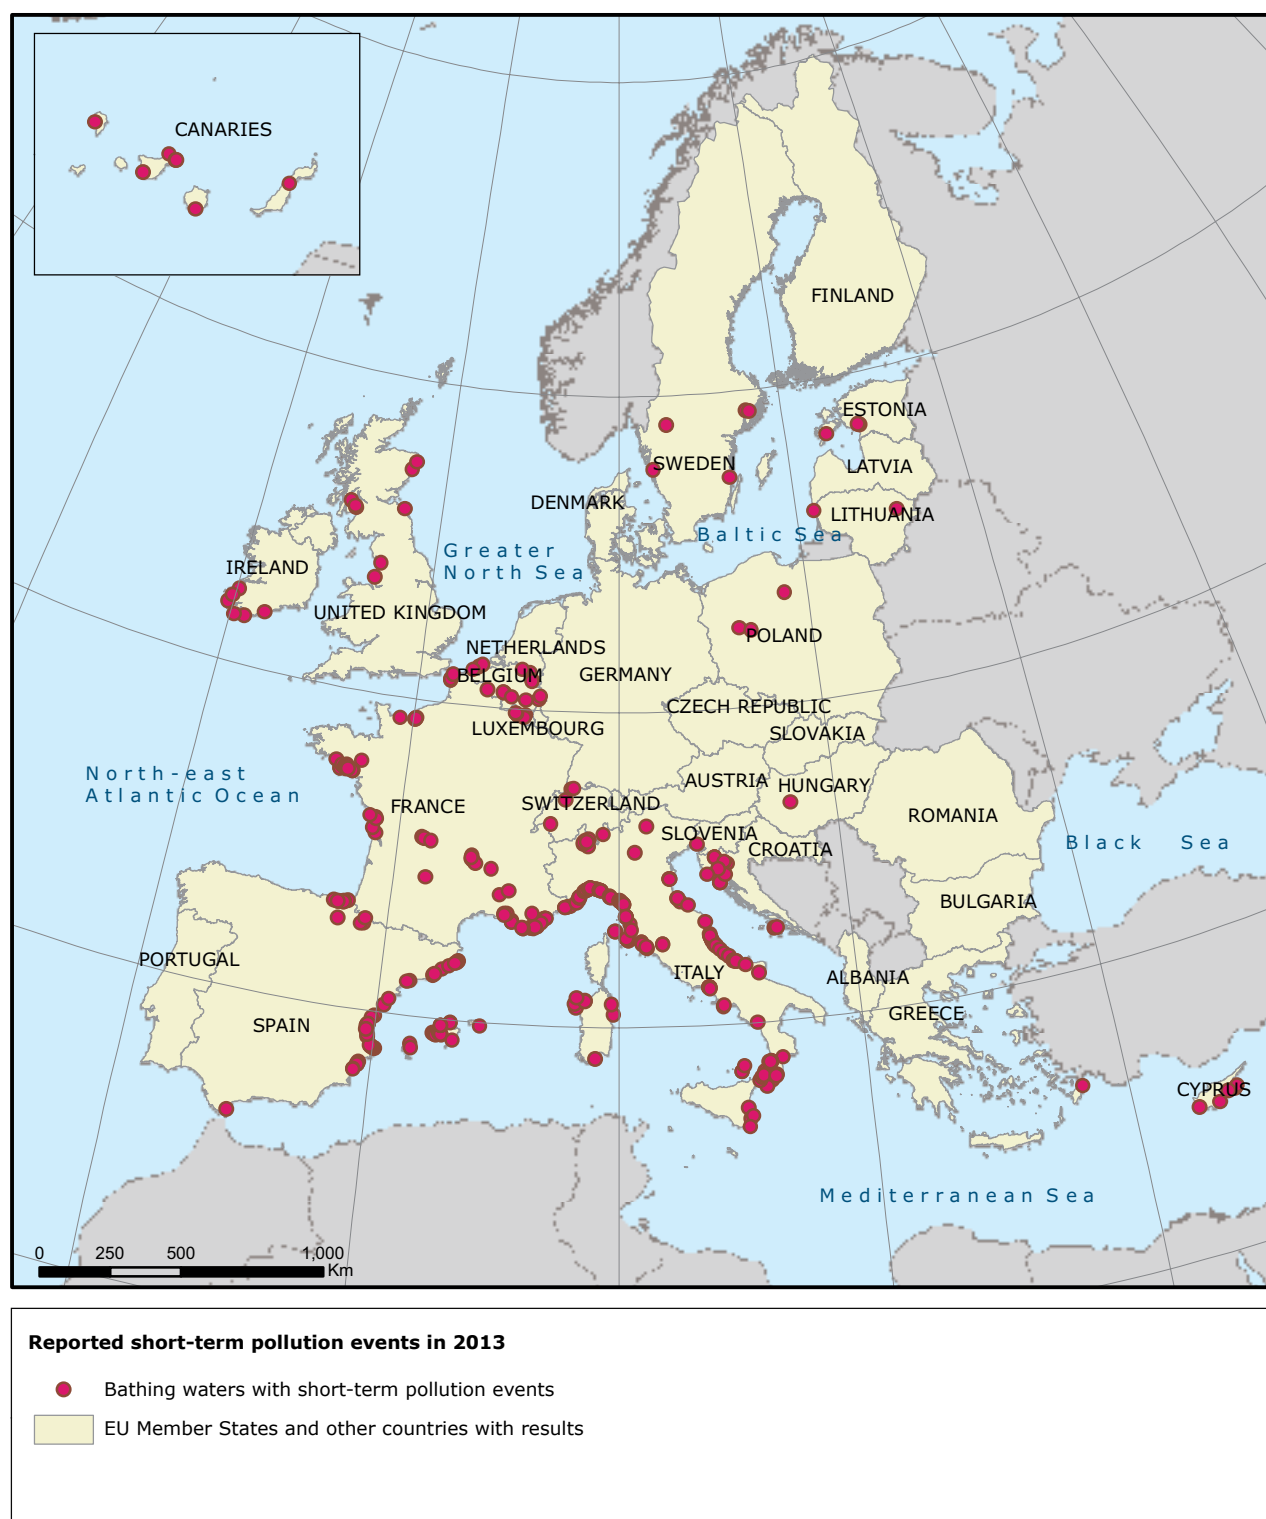 CANARIES
FINLAND
ESTONIA
SWEDEN
LATVIA
DENMARK
LITHUANIA
Baltic Sea
Greater
North Sea
IRELAND
UNITED KINGDOM
POLAND
NETHERLANDS
BELGIUM
GERMANY
CZECH REPUBLIC
LUXEMBOURG
SLOVAKIA
North-east
Atlantic Ocean
AUSTRIA
HUNGARY
FRANCE
SWITZERLAND
ROMANIA
SLOVENIA
CROATIA
Black Sea
BULGARIA
PORTUGAL
ITALY
ALBANIA
SPAIN
GREECE
CYPRUS
Mediterranean Sea
0 250 500 1,000
Km
Reported short-term pollution events in 2013
Bathing waters with short-term pollution events
EU Member States and other countries with results